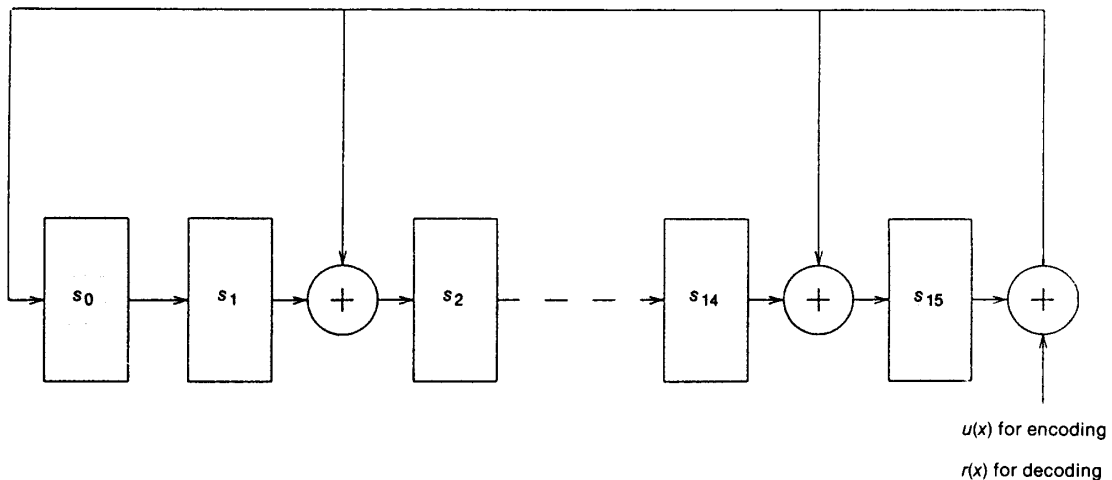 s0
s1
+
s2
s14
+
s15
+
u(x) for encoding
r(x) for decoding